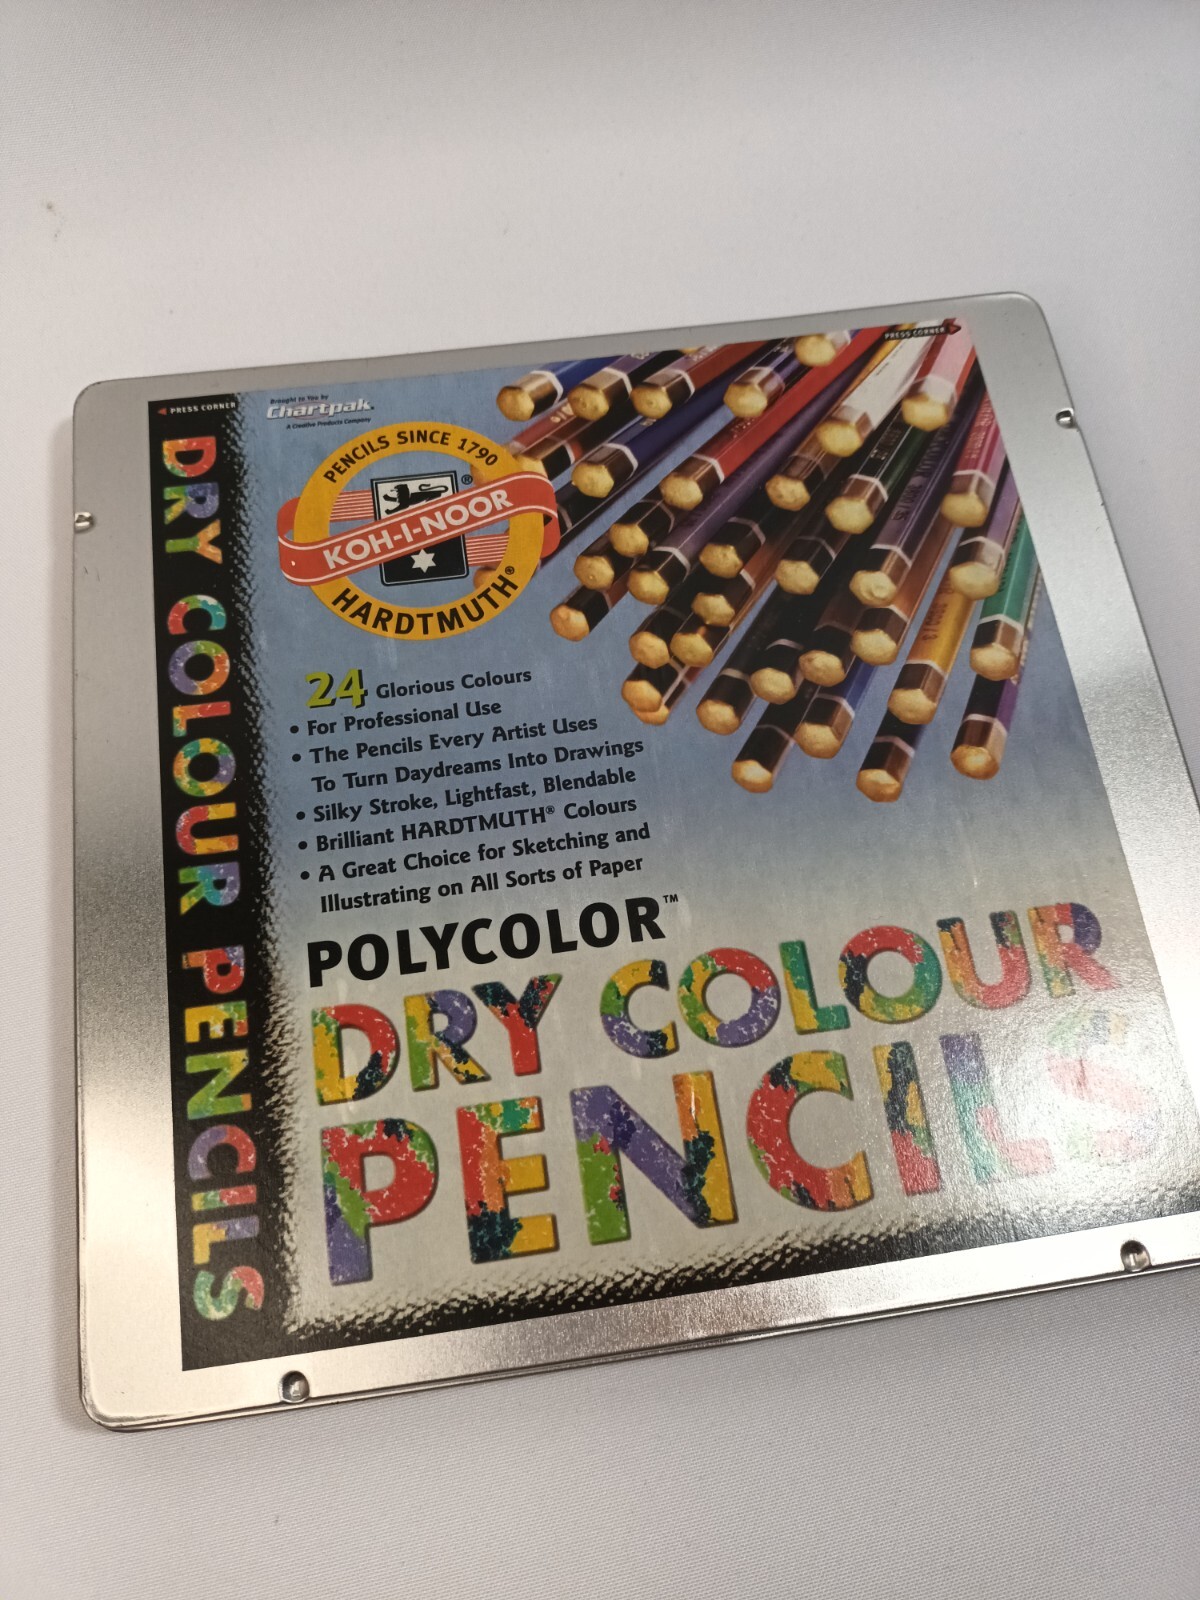 PRESS CORNER
PRESS CORNER
Brought to You by
Chartpak®
A Creative Products Company
PENCILS SINCE 1790
®
KOH-I-NOOR
HARDTMUTH®
24 Glorious Colours
• For Professional Use
• The Pencils Every Artist Uses
To Turn Daydreams Into Drawings
• Silky Stroke, Lightfast, Blendable
• Brilliant HARDTMUTH® Colours
• A Great Choice for Sketching and
Illustrating on All Sorts of Paper
POLYCOLOR™
DRY COLOUR
PENCILS
DRY COLOUR PENCILS